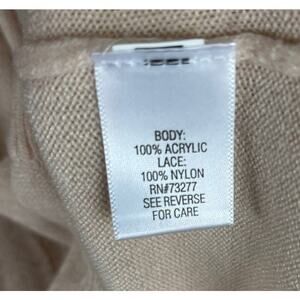 BODY:
100% ACRYLIC
LACE:
100% NYLON
RN#73277
SEE REVERSE
FOR CARE